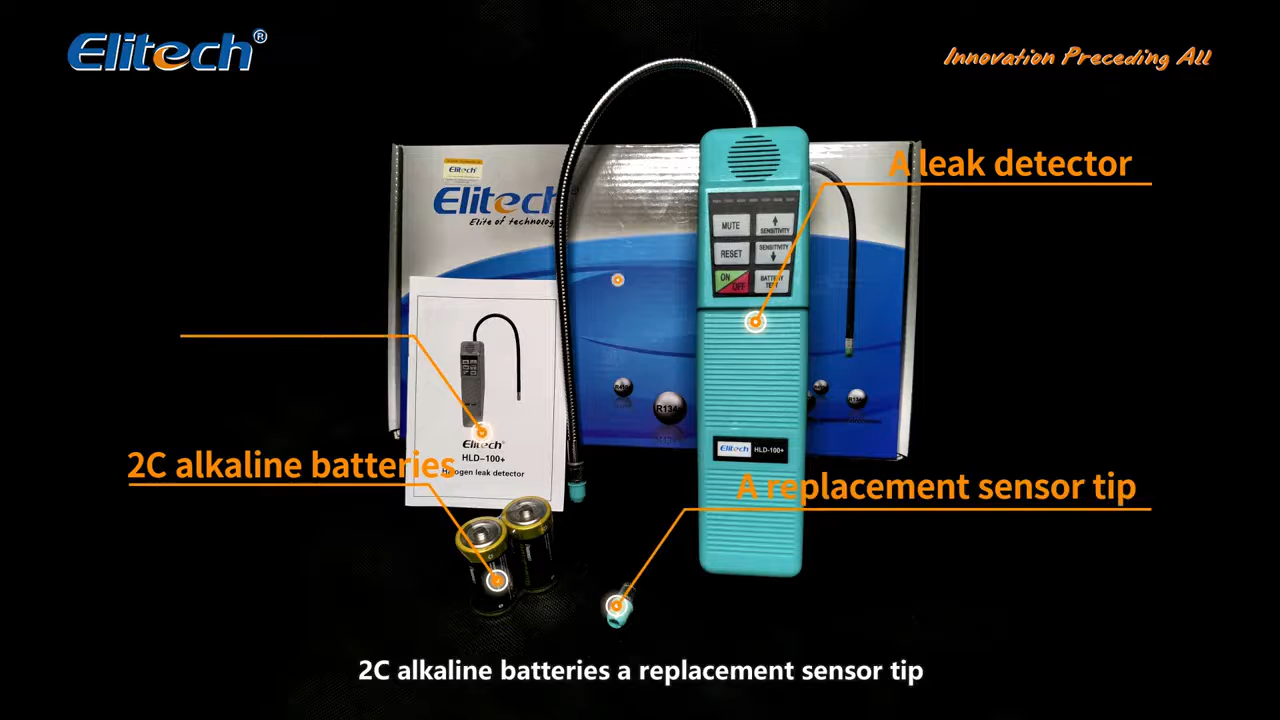 Elitech®
Innovation Preceding All
A leak detector
Elitech
Elitech
Elite of technology
MUTE
SENSITIVITY
RESET
SENSITIVITY
ON
OFF
BATTERY
TEST
R134
Elitech®
HLD-100+
Halogen leak detector
Elitech HLD-100+
2C alkaline batteries
A replacement sensor tip
2C alkaline batteries a replacement sensor tip